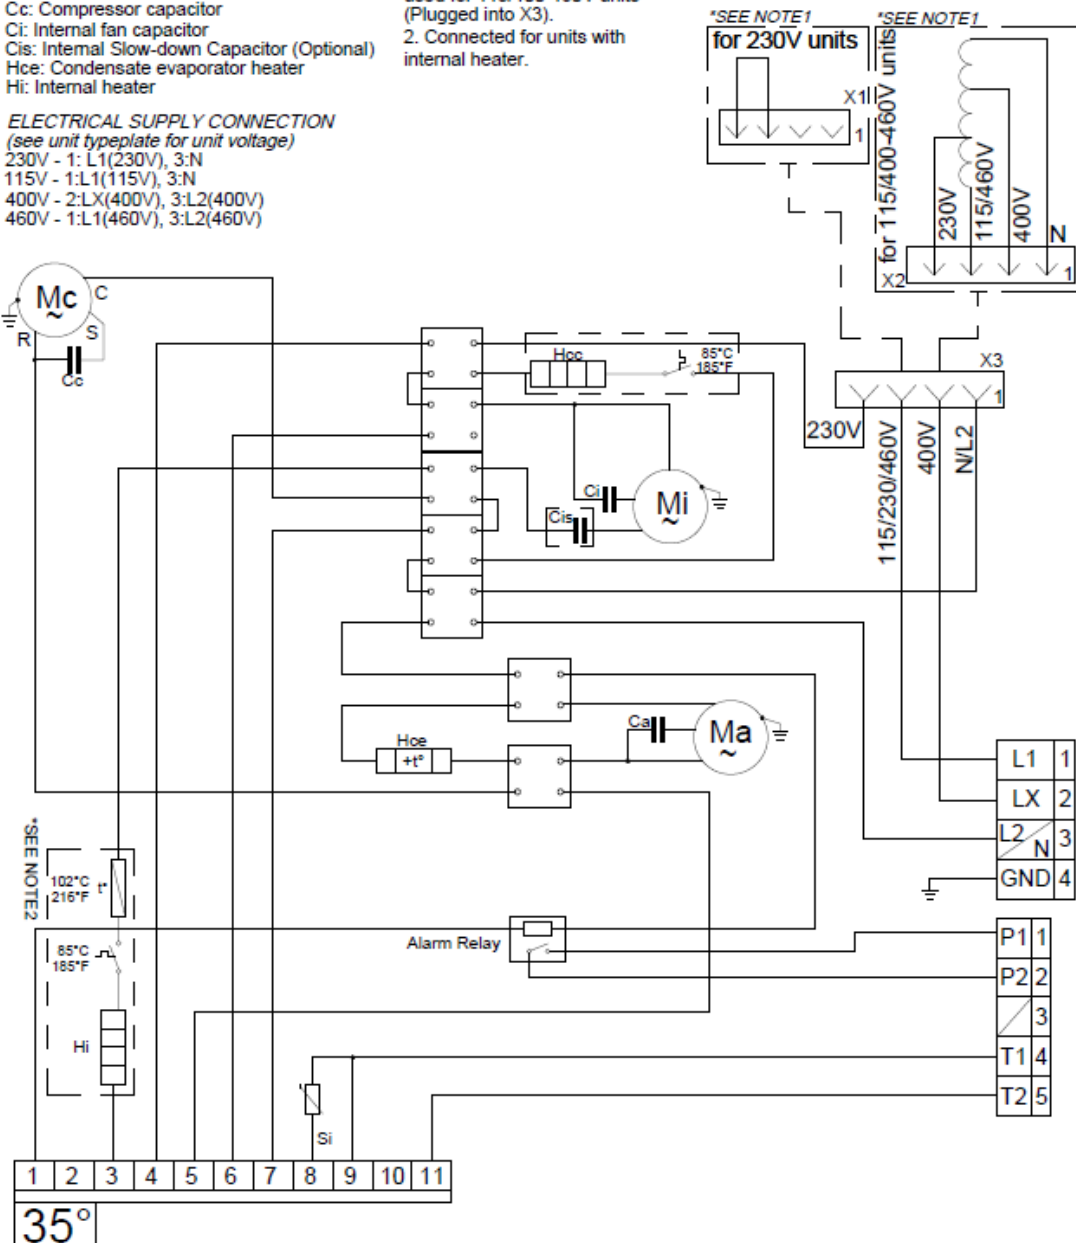 Cc: Compressor capacitor
Ci: Internal fan capacitor
Cis: Internal Slow-down Capacitor (Optional)
Hce: Condensate evaporator heater
Hi: Internal heater
(Plugged into X3).
2. Connected for units with
internal heater.
ELECTRICAL SUPPLY CONNECTION
(see unit typeplate for unit voltage)
230V - 1: L1(230V), 3:N
115V - 1:L1(115V), 3:N
400V - 2:LX(400V), 3:L2(400V)
460V - 1:L1(460V), 3:L2(460V)
*SEE NOTE1
for 230V units
X1
1
*SEE NOTE1
for 115/400-460V units
230V
115/460V
400V
N
X2
1
X3
1
230V
115/230/460V
400V
N/L2
Mc
~
C
S
R
Cc
Hcc
85°C
185°F
Ci
Cis
Mi
~
Hce
+t°
Ca
Ma
~
*SEE NOTE2
102°C
216°F
t°
85°C
185°F
Hi
Alarm Relay
Si
L1 1
LX 2
L2/N 3
GND 4
P1 1
P2 2
3
T1 4
T2 5
1 2 3 4 5 6 7 8 9 10 11
35°